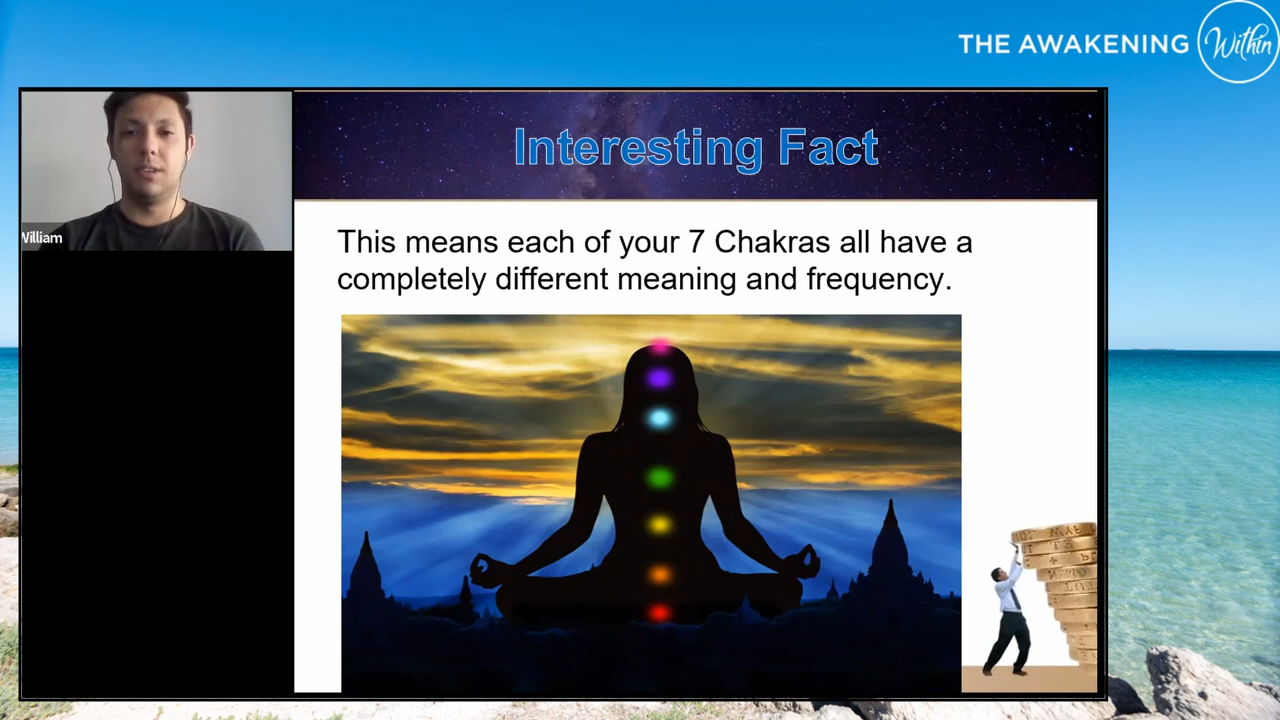 THE AWAKENING Within
Interesting Fact
William
This means each of your 7 Chakras all have a
completely different meaning and frequency.